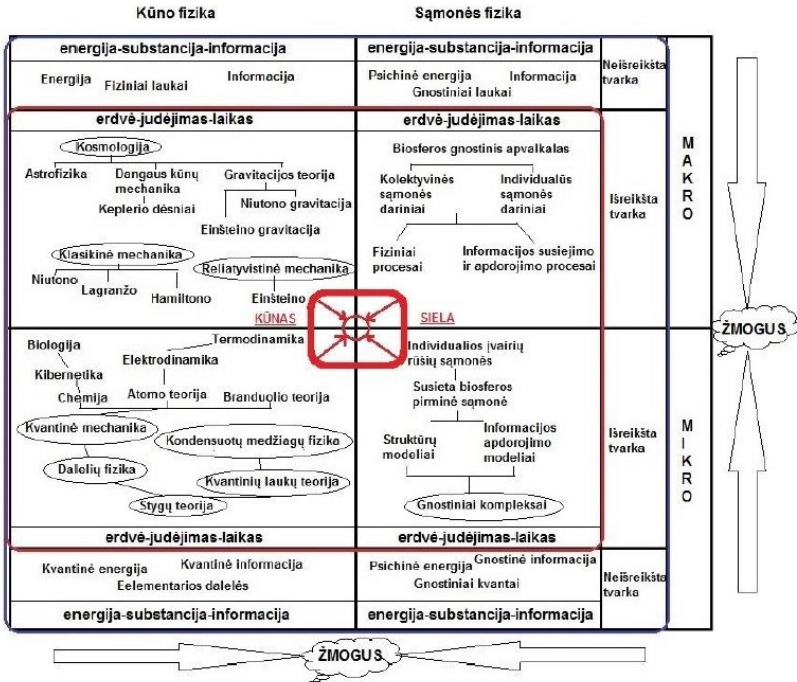 Kūno fizika
Sąmonės fizika
energija-substancija-informacija
energija-substancija-informacija
Neišreikšta
tvarka
Energija
Fiziniai laukai
Informacija
Psichinė energija
Informacija
Gnostiniai laukai
erdvė-judėjimas-laikas
erdvė-judėjimas-laikas
Kosmologija
Astrofizika
Dangaus kūnų
mechanika
Gravitacijos teorija
Keplerio dėsniai
Niutono gravitacija
Einšteino gravitacija
Klasikinė mechanika
Reliatyvistinė mechanika
Niutono
Lagranžo
Hamiltono
Einšteino
KŪNAS
Biosferos gnostinis apvalkalas
Kolektyvinės
sąmonės
dariniai
Individualūs
sąmonės
dariniai
Fiziniai
procesai
Informacijos susiejimo
ir apdorojimo procesai
SIELA
Išreikšta
tvarka
MAKRO
ŽMOGUS
Biologija
Termodinamika
Elektrodinamika
Kibernetika
Chemija
Atomo teorija
Branduolio teorija
Kvantinė mechanika
Kondensuotų medžiagų fizika
Dalelių fizika
Kvantinių laukų teorija
Stygų teorija
Individualios įvairių
rūšių sąmonės
Susieta biosferos
pirminė sąmonė
Struktūrų
modeliai
Informacijos
apdorojimo
modeliai
Gnostiniai kompleksai
Išreikšta
tvarka
MIKRO
erdvė-judėjimas-laikas
erdvė-judėjimas-laikas
Kvantinė energija
Kvantinė informacija
Eelementarios dalelės
Psichinė energija
Gnostinė informacija
Gnostiniai kvantai
Neišreikšta
tvarka
energija-substancija-informacija
energija-substancija-informacija
ŽMOGUS